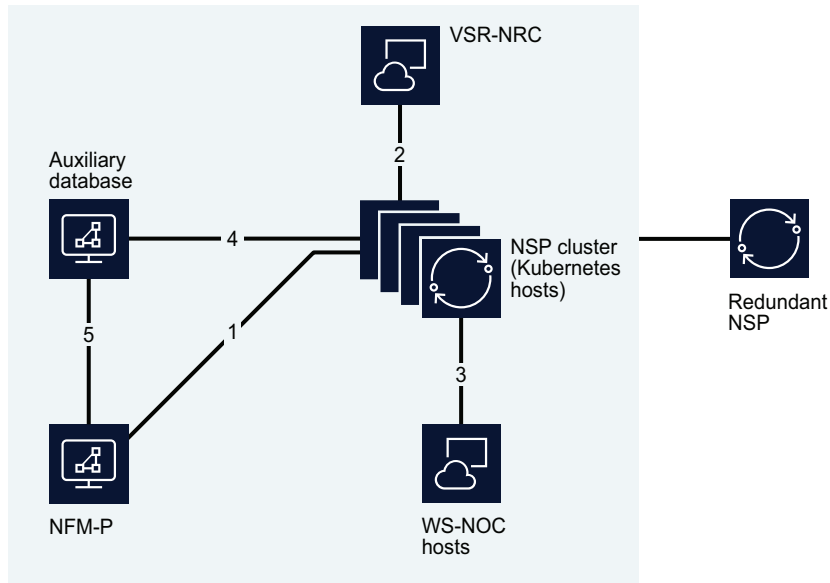 VSR-NRC
2
Auxiliary
database
4
NSP cluster
(Kubernetes
hosts)
Redundant
NSP
5
1
3
NFM-P
WS-NOC
hosts